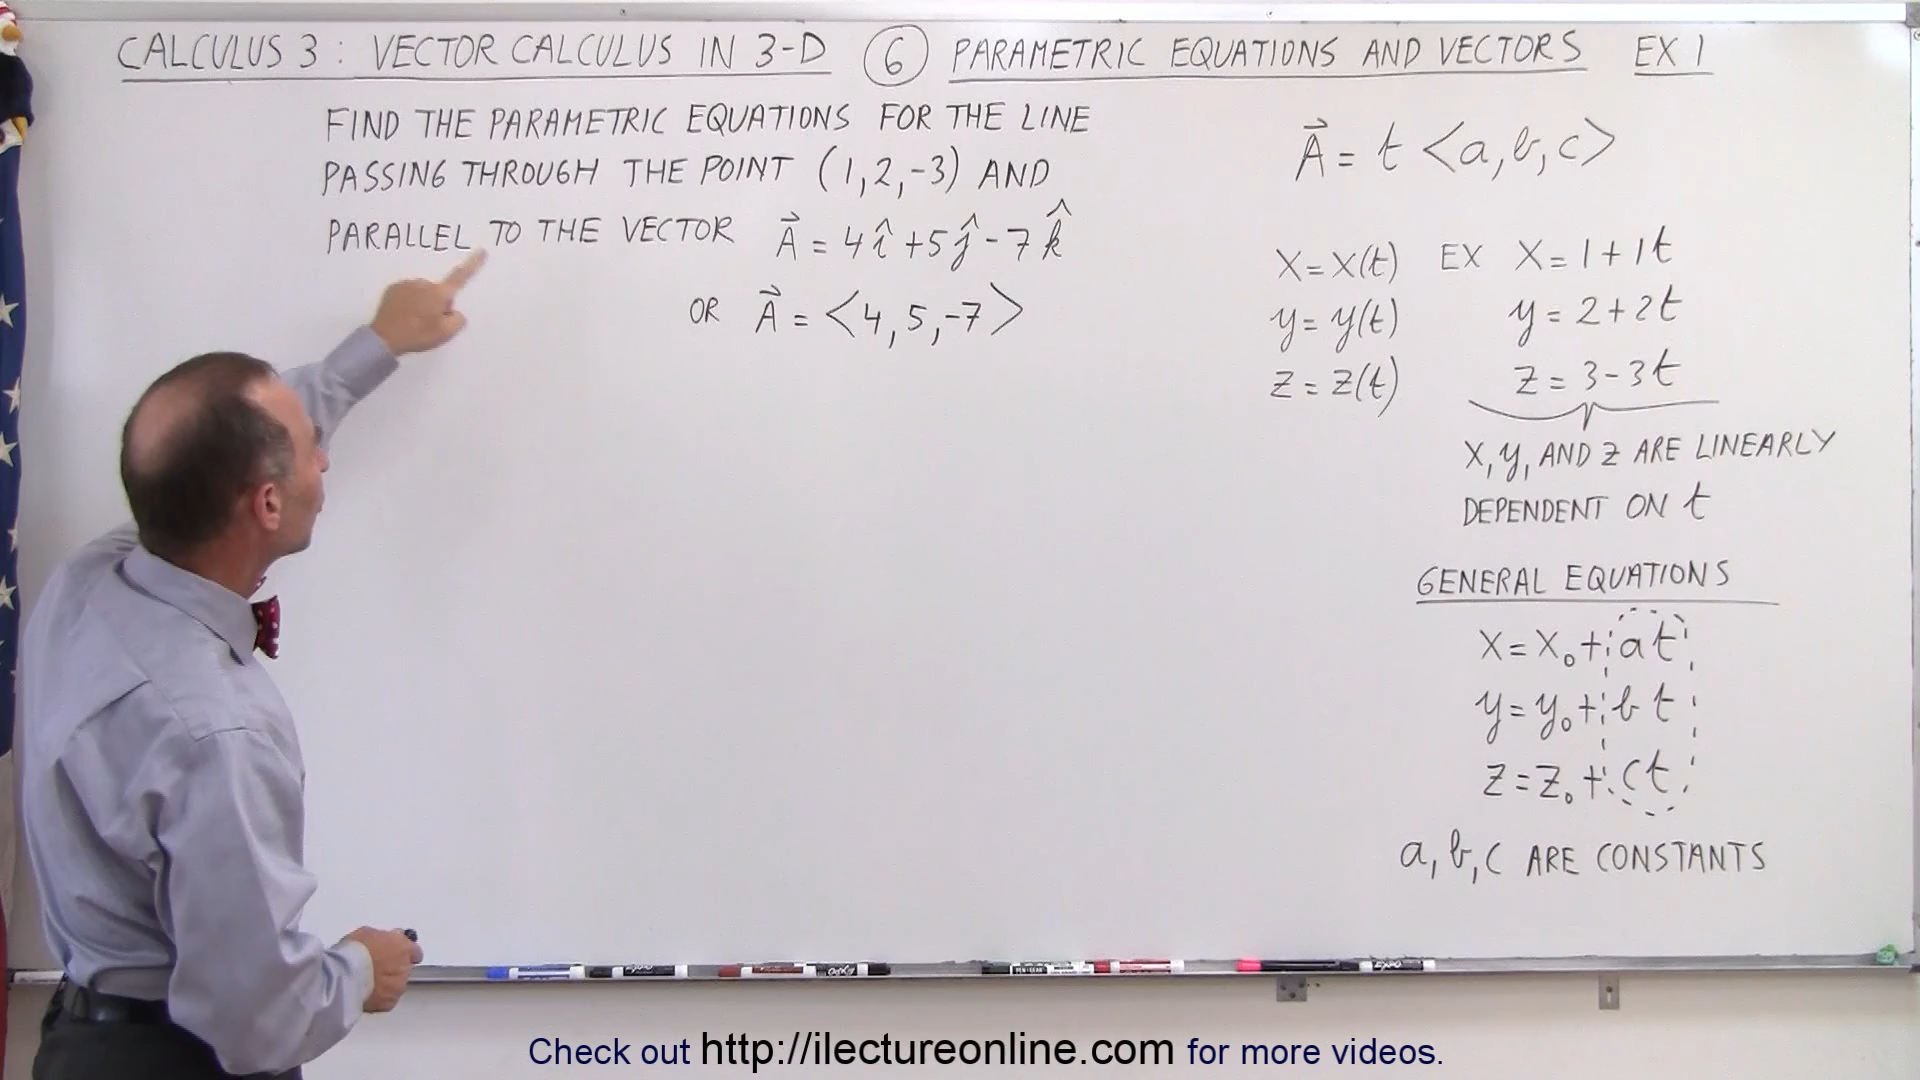 CALCULUS 3 : VECTOR CALCULUS IN 3-D ⑥ PARAMETRIC EQUATIONS AND VECTORS EX 1
FIND THE PARAMETRIC EQUATIONS FOR THE LINE
PASSING THROUGH THE POINT (1,2,-3) AND
PARALLEL TO THE VECTOR A⃗ = 4î + 5ĵ - 7k̂
OR A⃗ = <4, 5, -7>
A⃗ = t <a, b, c>
X = X(t) EX X = 1 + 1t
y = y(t) y = 2 + 2t
z = z(t) z = 3 - 3t
X, y, AND z ARE LINEARLY
DEPENDENT ON t
GENERAL EQUATIONS
X = X₀ + at
y = y₀ + bt
z = z₀ + ct
a, b, c ARE CONSTANTS
Check out http://ilectureonline.com for more videos.